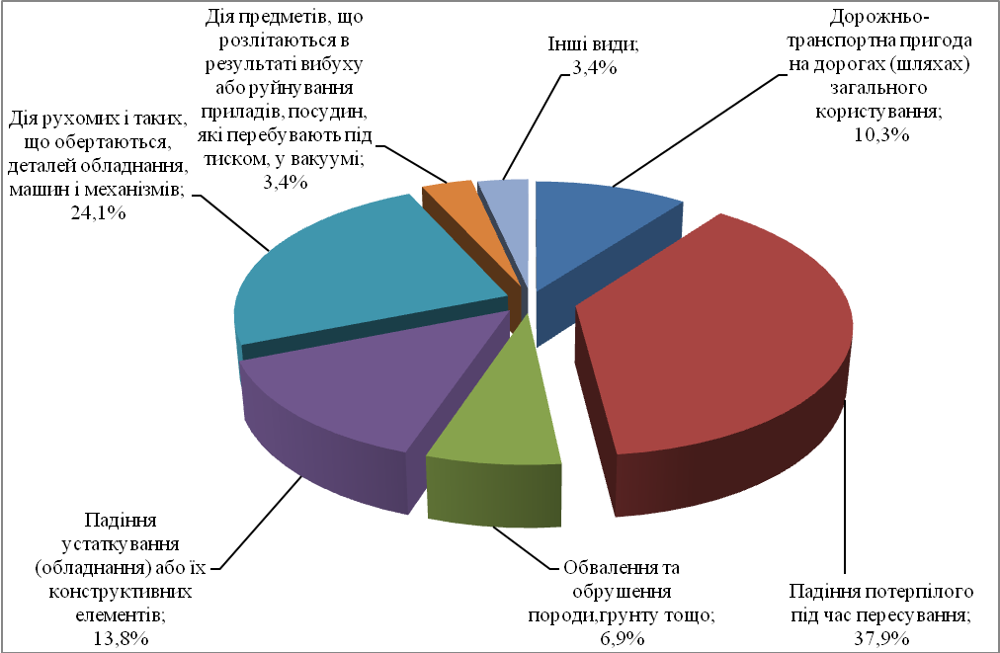 Дія предметів, що
розлітаються в
результаті вибуху
або руйнування
приладів, посудин,
які перебувають під
тиском, у вакуумі;
3,4%
Інші види;
3,4%
Дорожньо-
транспортна пригода
на дорогах (шляхах)
загального
користування;
10,3%
Дія рухомих і таких,
що обертаються,
деталей обладнання,
машин і механізмів;
24,1%
Падіння
устаткування
(обладнання) або їх
конструктивних
елементів;
13,8%
Обвалення та
обрушення
породи,грунту тощо;
6,9%
Падіння потерпілого
під час пересування;
37,9%